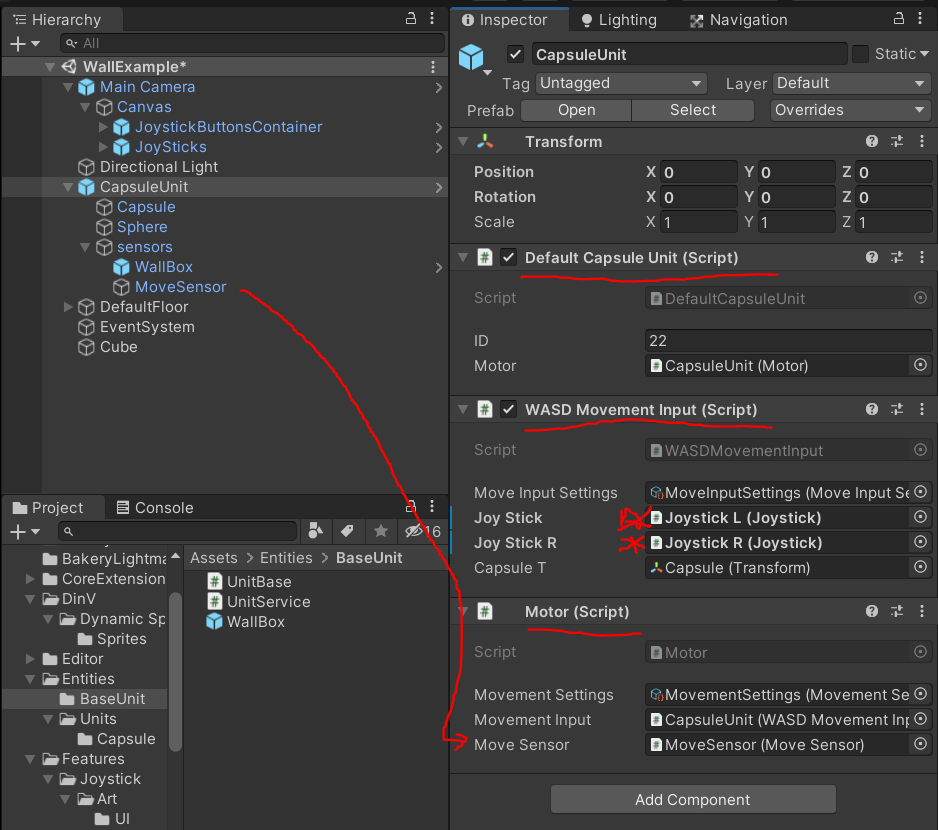 Hierarchy
All
WallExample*
Main Camera
Canvas
JoystickButtonsContainer
JoySticks
Directional Light
CapsuleUnit
Capsule
Sphere
sensors
WallBox
MoveSensor
DefaultFloor
EventSystem
Cube
Project
Console
16
BakeryLightma
CoreExtension
DinV
Dynamic Sp
Sprites
Editor
Entities
BaseUnit
Units
Capsule
Features
Joystick
Art
UI
Assets > Entities > BaseUnit
UnitBase
UnitService
WallBox
Inspector
Lighting
Navigation
CapsuleUnit
Static
Tag Untagged Layer Default
Prefab Open Select Overrides
Transform
Position X 0 Y 0 Z 0
Rotation X 0 Y 0 Z 0
Scale X 1 Y 1 Z 1
# Default Capsule Unit (Script)
Script # DefaultCapsuleUnit
ID 22
Motor # CapsuleUnit (Motor)
# WASD Movement Input (Script)
Script # WASDMovementInput
Move Input Settings MoveInputSettings (Move Input Se
Joy Stick # Joystick L (Joystick)
Joy Stick R # Joystick R (Joystick)
Capsule T Capsule (Transform)
# Motor (Script)
Script # Motor
Movement Settings MovementSettings (Movement Se
Movement Input # CapsuleUnit (WASD Movement Inp
Move Sensor # MoveSensor (Move Sensor)
Add Component